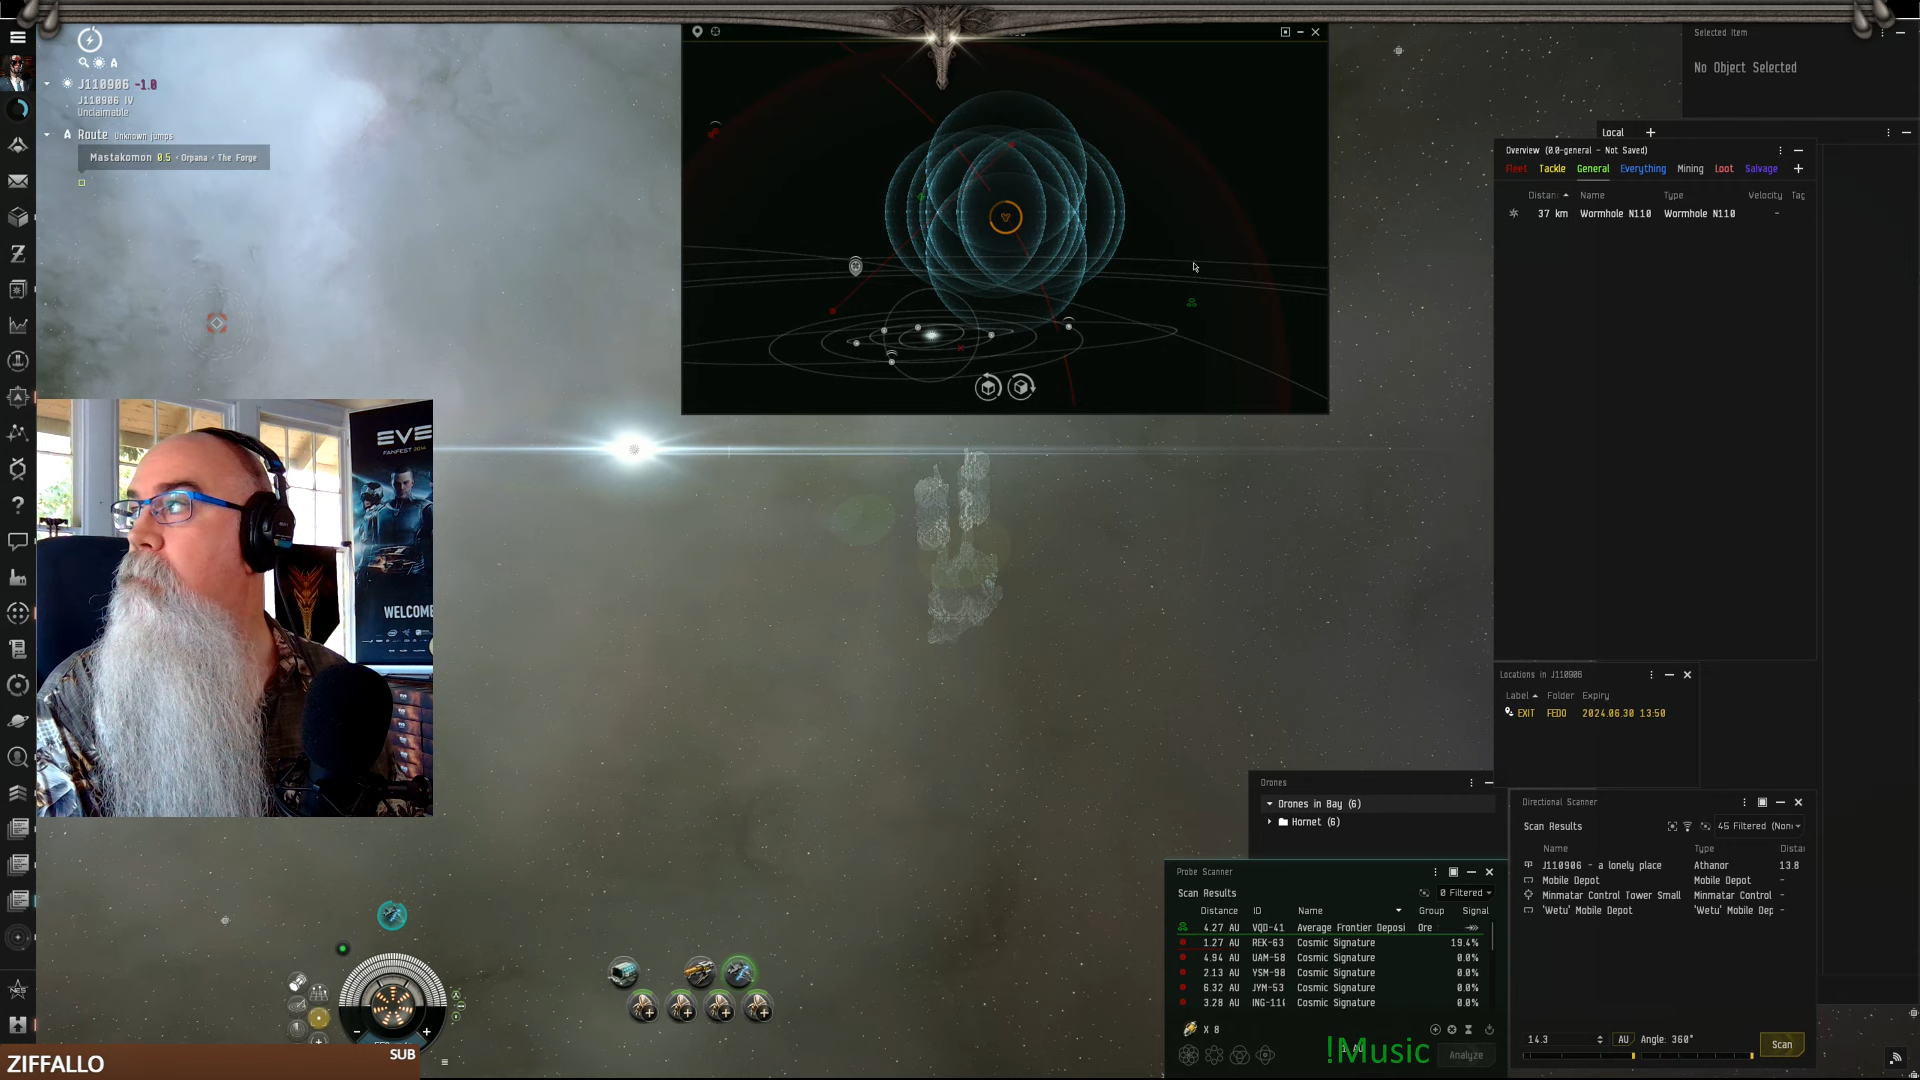 J110906 -1.0
J110906 IV
Unclaimable
A Route Unknown jumps
Mastakomon 0.5 ‹ Orpana ‹ The Forge
Selected Item
No Object Selected
Local
Overview (0.0-general - Not Saved)
Fleet Tackle General Everything Mining Loot Salvage
Name Type Velocity Tag
37 km Wormhole N110 Wormhole N110 -
EVE
FANFEST 2014
WELCOME
Locations in J110906
Label Folder Expiry
EXIT FEDO 2024.06.30 13:50
Drones
Drones in Bay (6)
Hornet (6)
Directional Scanner
Scan Results 45 Filtered
Name Type
J110906 - a lonely place Athanor 13.8
Mobile Depot Mobile Depot -
Minmatar Control Tower Small Minmatar Control -
'Wetu' Mobile Depot 'Wetu' Mobile Dep -
14.3 AU Angle: 360° Scan
Probe Scanner
Scan Results 0 Filtered
Distance ID Name Group Signal
4.27 AU VQD-41 Average Frontier Deposi Ore
1.27 AU REK-63 Cosmic Signature 19.4%
4.94 AU UAM-58 Cosmic Signature 0.0%
2.13 AU YSM-98 Cosmic Signature 0.0%
6.32 AU JYM-53 Cosmic Signature 0.0%
3.28 AU ING-11 Cosmic Signature 0.0%
X 8
!Music
Analyze
SUB
ZIFFALLO